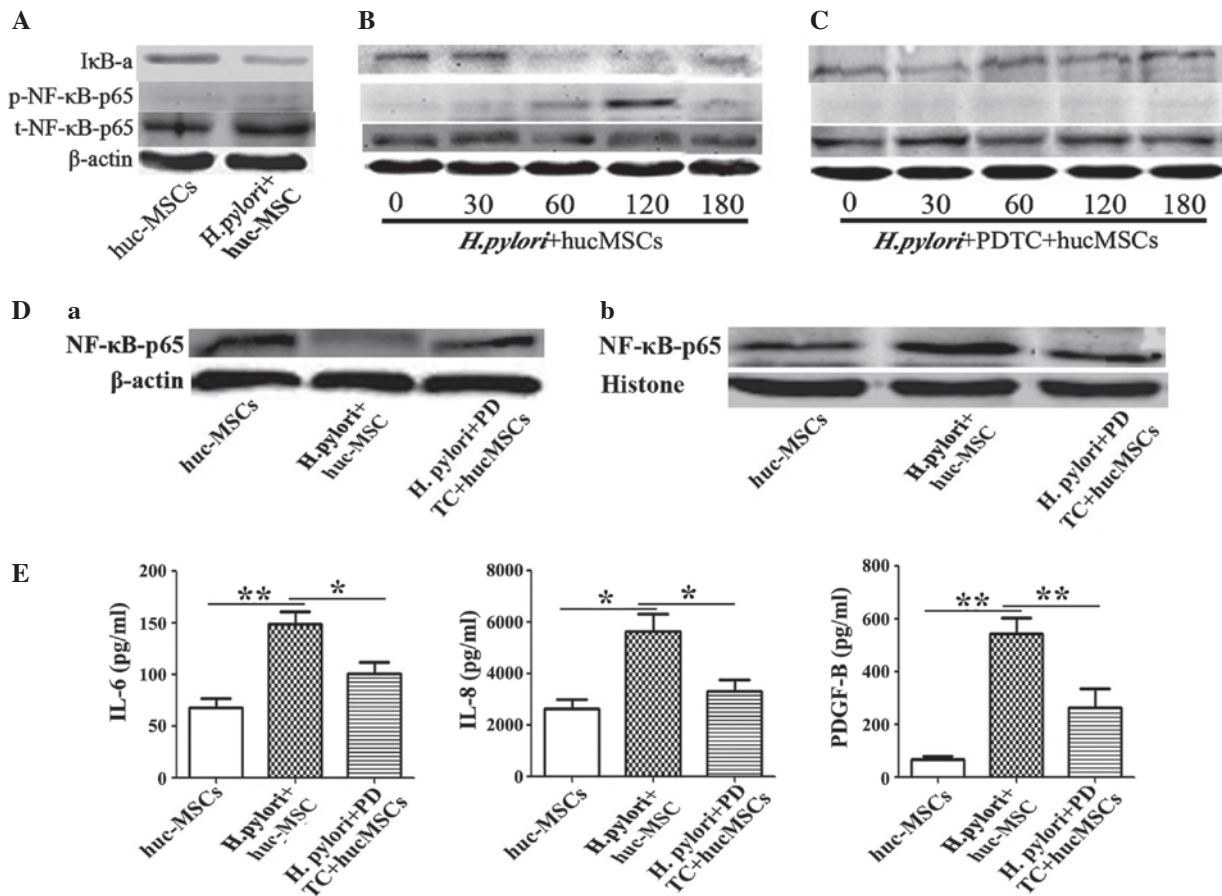 A
B
C
IκB-a
p-NF-κB-p65
t-NF-κB-p65
β-actin
huc-MSCs
H.pylori+
huc-MSC
0 30 60 120 180
H.pylori+hucMSCs
0 30 60 120 180
H.pylori+PDTC+hucMSCs
D a
NF-κB-p65
β-actin
huc-MSCs
H.pylori+
huc-MSC
H. pylori+PD
TC+hucMSCs
b
NF-κB-p65
Histone
huc-MSCs
H.pylori+
huc-MSC
H. pylori+PD
TC+hucMSCs
E
IL-6 (pg/ml)
200
150
100
50
0
** *
huc-MSCs
H.pylori+
huc-MSC
H. pylori+PD
TC+hucMSCs
IL-8 (pg/ml)
8000
6000
4000
2000
0
* *
huc-MSCs
H.pylori+
huc-MSC
H. pylori+PD
TC+hucMSCs
PDGF-B (pg/ml)
800
600
400
200
0
** **
huc-MSCs
H.pylori+
huc-MSC
H. pylori+PD
TC+hucMSCs